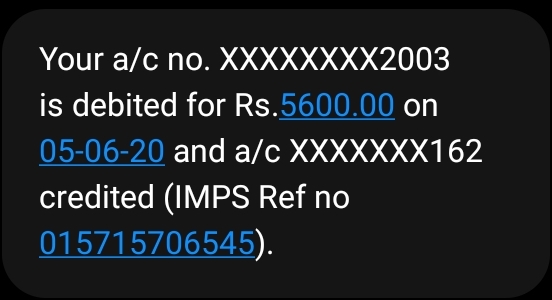 Your a/c no. XXXXXXXX2003
is debited for Rs.5600.00 on
05-06-20 and a/c XXXXXXX162
credited (IMPS Ref no
015715706545).